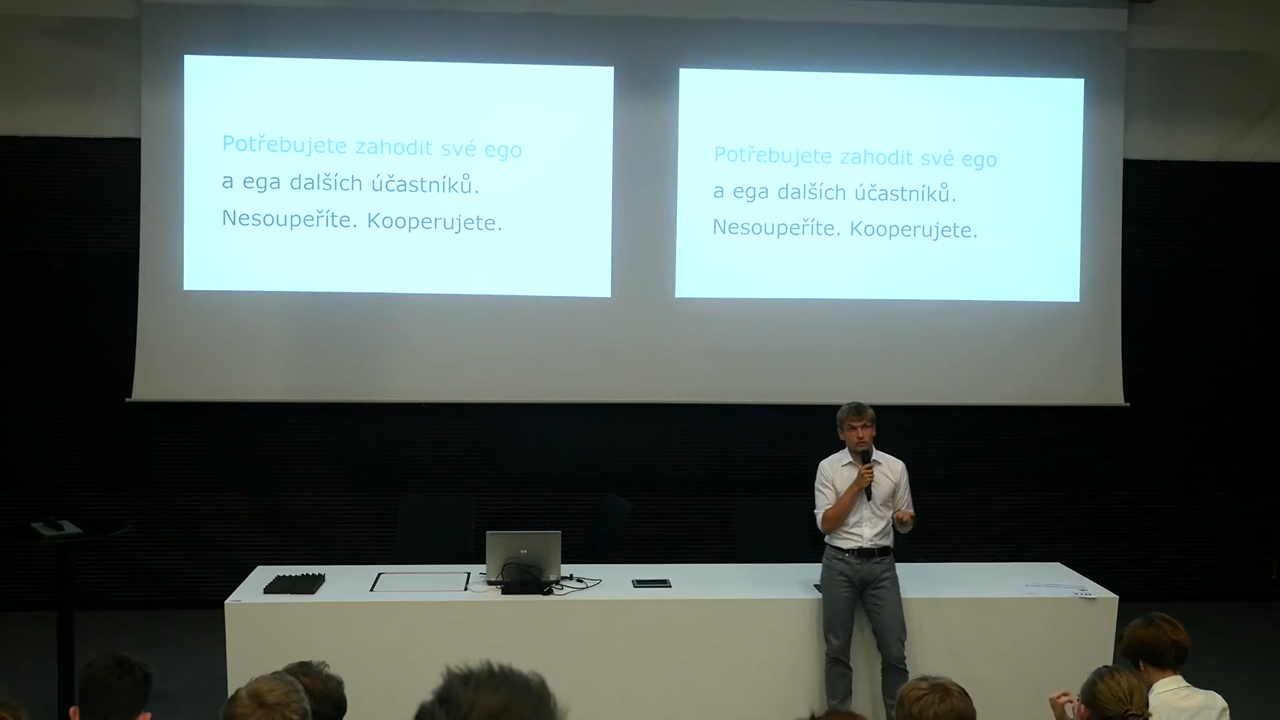 Potřebujete zahodit své ego
a ega dalších účastníků.
Nesoupeříte. Kooperujete.
Potřebujete zahodit své ego
a ega dalších účastníků.
Nesoupeříte. Kooperujete.